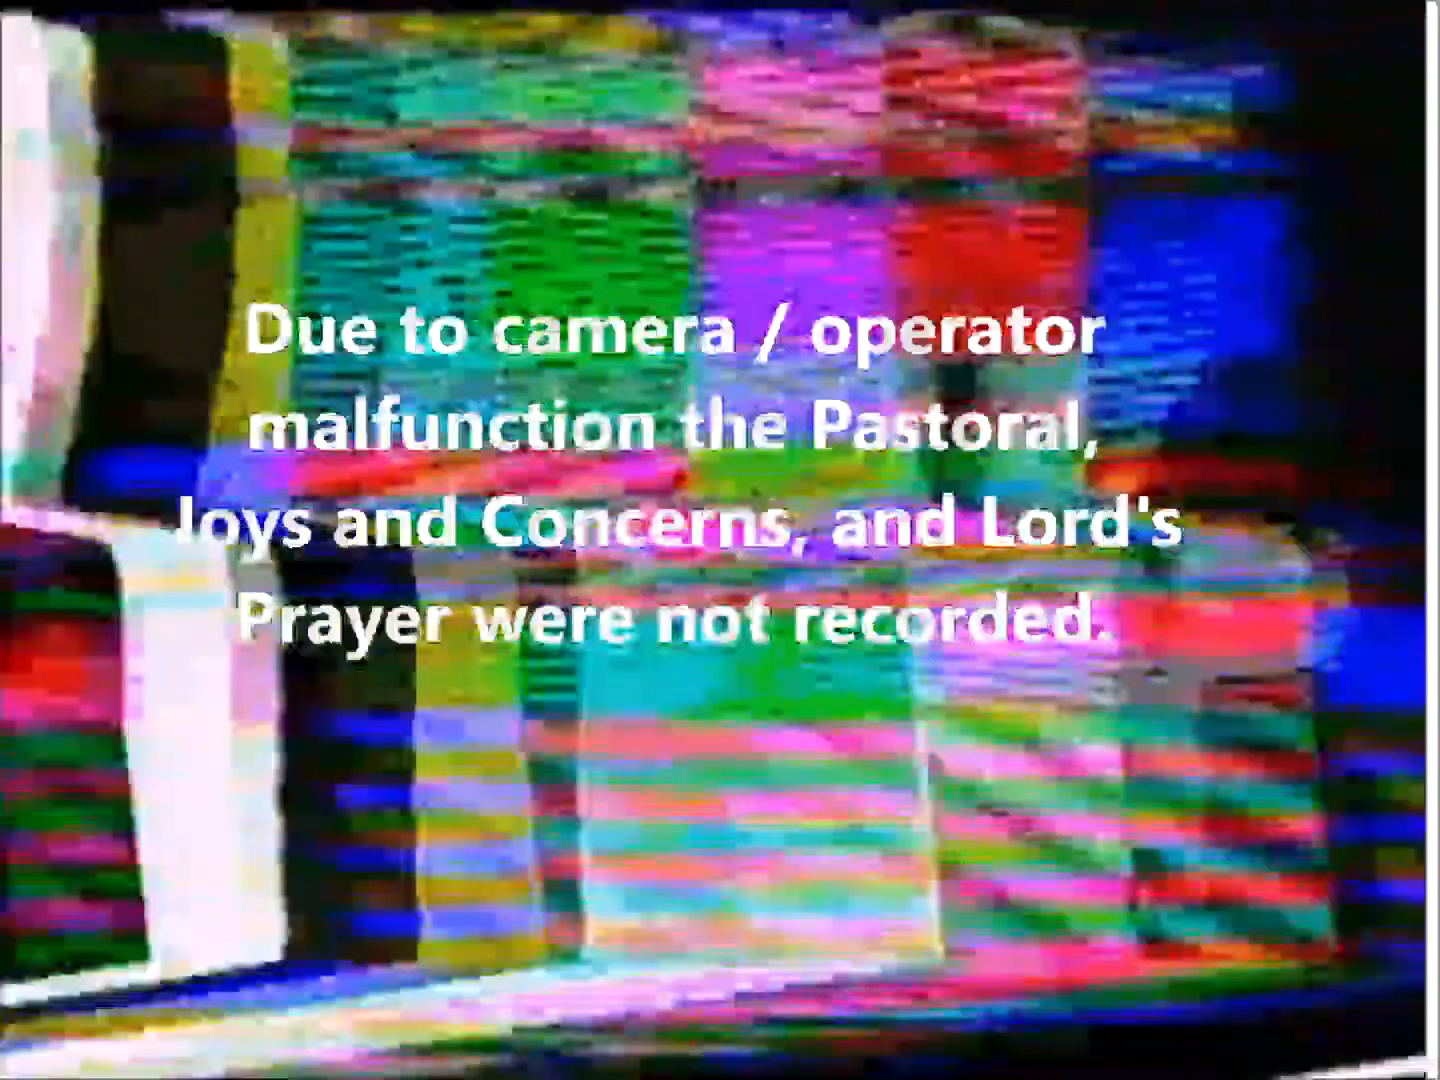 Due to camera / operator
malfunction the Pastoral,
Joys and Concerns, and Lord's
Prayer were not recorded.